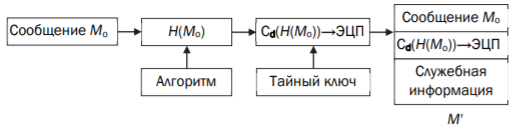 Сообщение Mо
H(Mо)
Cd(H(Mо))→ЭЦП
Сообщение Mо
Cd(H(Mо))→ЭЦП
Служебная
информация
Алгоритм
Тайный ключ
M'